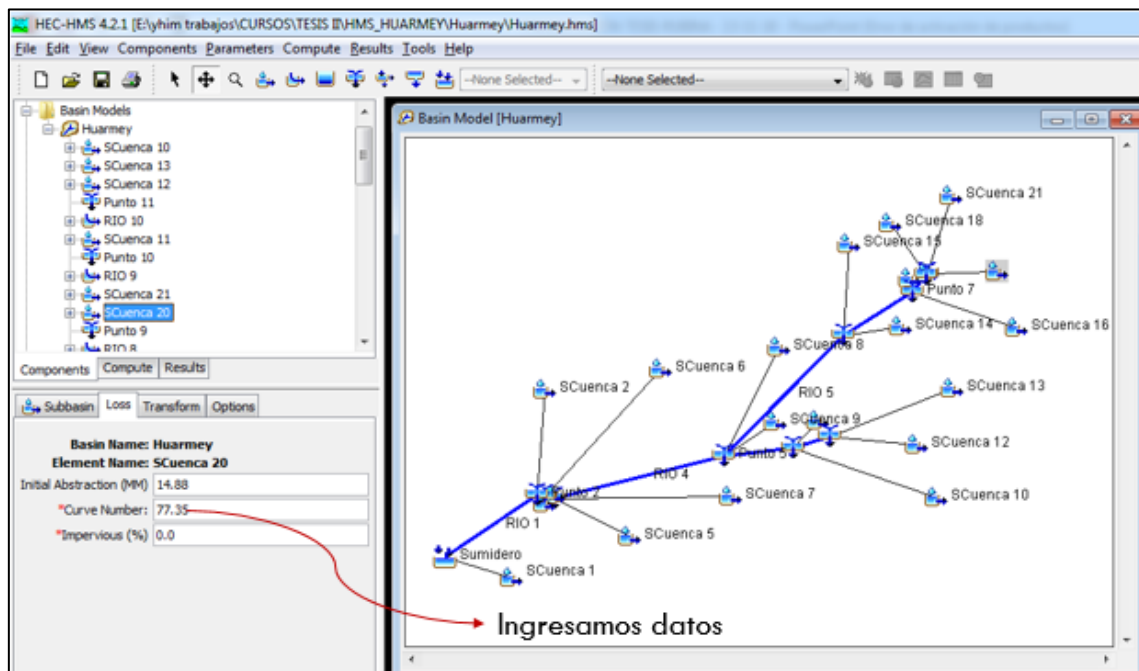 HEC-HMS 4.2.1 [E:\yhim trabajos\CURSOS\TESIS II\HMS_HUARMEY\Huarmey\Huarmey.hms]
File Edit View Components Parameters Compute Results Tools Help
--None Selected-- --None Selected--
Basin Models
Huarmey
SCuenca 10
SCuenca 13
SCuenca 12
Punto 11
RIO 10
SCuenca 11
Punto 10
RIO 9
SCuenca 21
SCuenca 20
Punto 9
RIO 8
Components Compute Results
Subbasin Loss Transform Options
Basin Name: Huarmey
Element Name: SCuenca 20
Initial Abstraction (MM) 14.88
*Curve Number: 77.35
*Impervious (%) 0.0
Basin Model [Huarmey]
SCuenca 21
SCuenca 18
SCuenca 15
Punto 7
SCuenca 16
SCuenca 14
SCuenca 8
SCuenca 6
SCuenca 2
RIO 5
SCuenca 13
SCuenca 9
SCuenca 12
Punto 5
RIO 4
SCuenca 10
Punto 2
SCuenca 7
RIO 1
SCuenca 5
Sumidero
SCuenca 1
Ingresamos datos